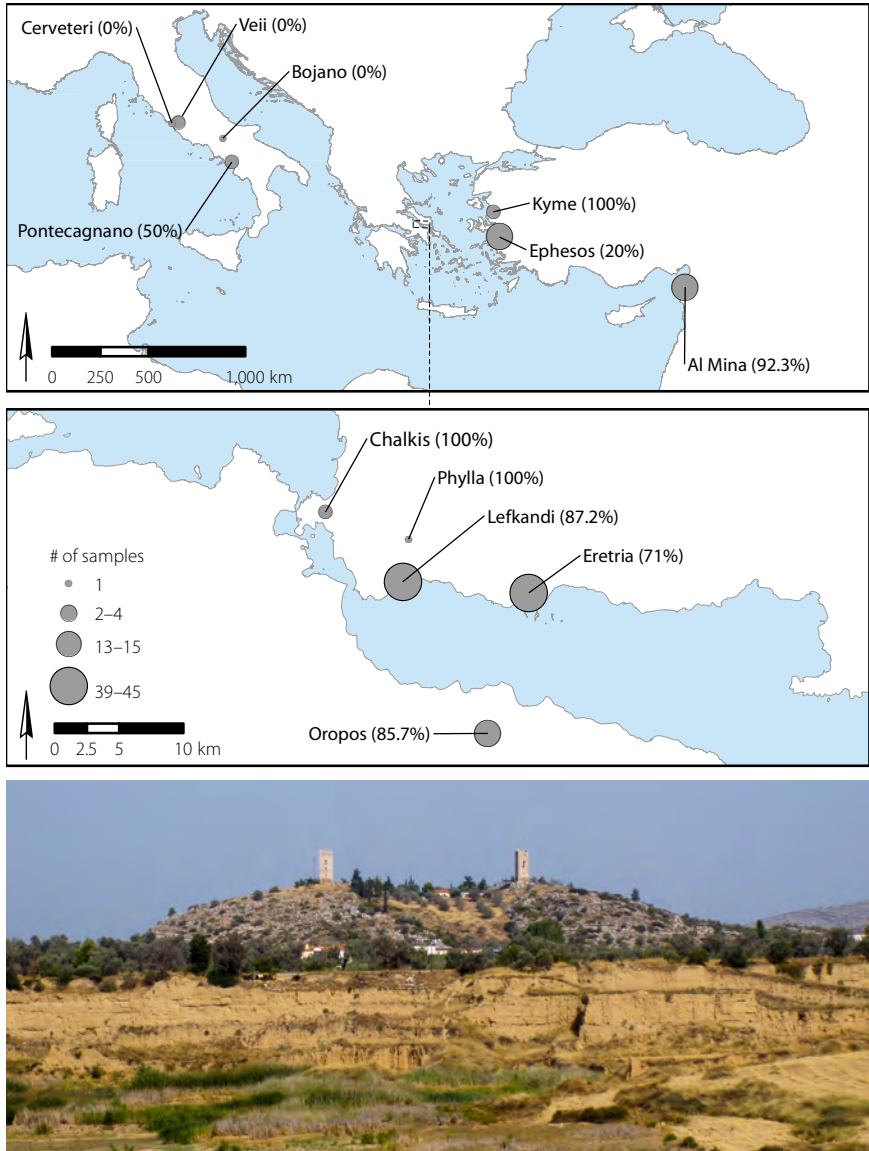 Cerveteri (0%)
Veii (0%)
Bojano (0%)
Pontecagnano (50%)
Kyme (100%)
Ephesos (20%)
Al Mina (92.3%)
0 250 500 1,000 km
Chalkis (100%)
Phylla (100%)
Lefkandi (87.2%)
Eretria (71%)
# of samples
1
2–4
13–15
39–45
Oropos (85.7%)
0 2.5 5 10 km